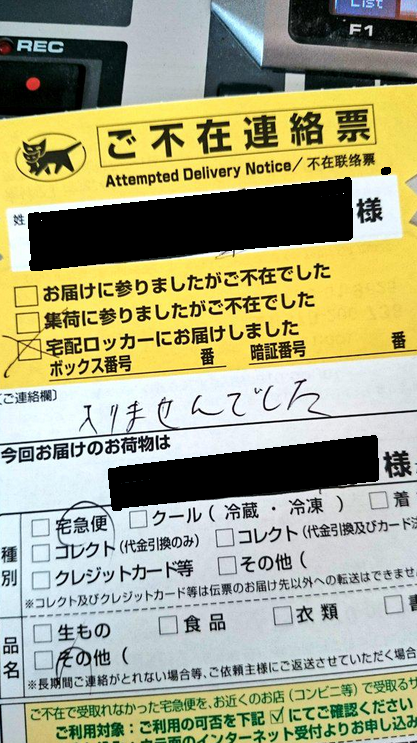 REC
List
F1
ご不在連絡票
Attempted Delivery Notice/不在联络票
姓
様
□お届けに参りましたがご不在でした
□集荷に参りましたがご不在でした
☒宅配ロッカーにお届けしました
ボックス番号 番 暗証番号 番
(ご連絡欄)
入りませんでした
今回お届けのお荷物は
様
種別
□宅急便 □クール(冷蔵・冷凍) □着
□コレクト(代金引換のみ) □コレクト(代金引換及びカード
□クレジットカード等 □その他(
※コレクト及びクレジットカード等は伝票のお届け先以外への転送はできませ
品名
□生もの □食品 □衣類 □
□その他(
※長期間ご連絡がとれない場合等、ご依頼主様にご返送させていただく場合
ご不在で受取れなかった宅急便を、お近くのお店(コンビニ等)で受取る
ご利用対象:ご利用の可否を下記☑にてご確認ください
面のインターネット受付よりお申し込み